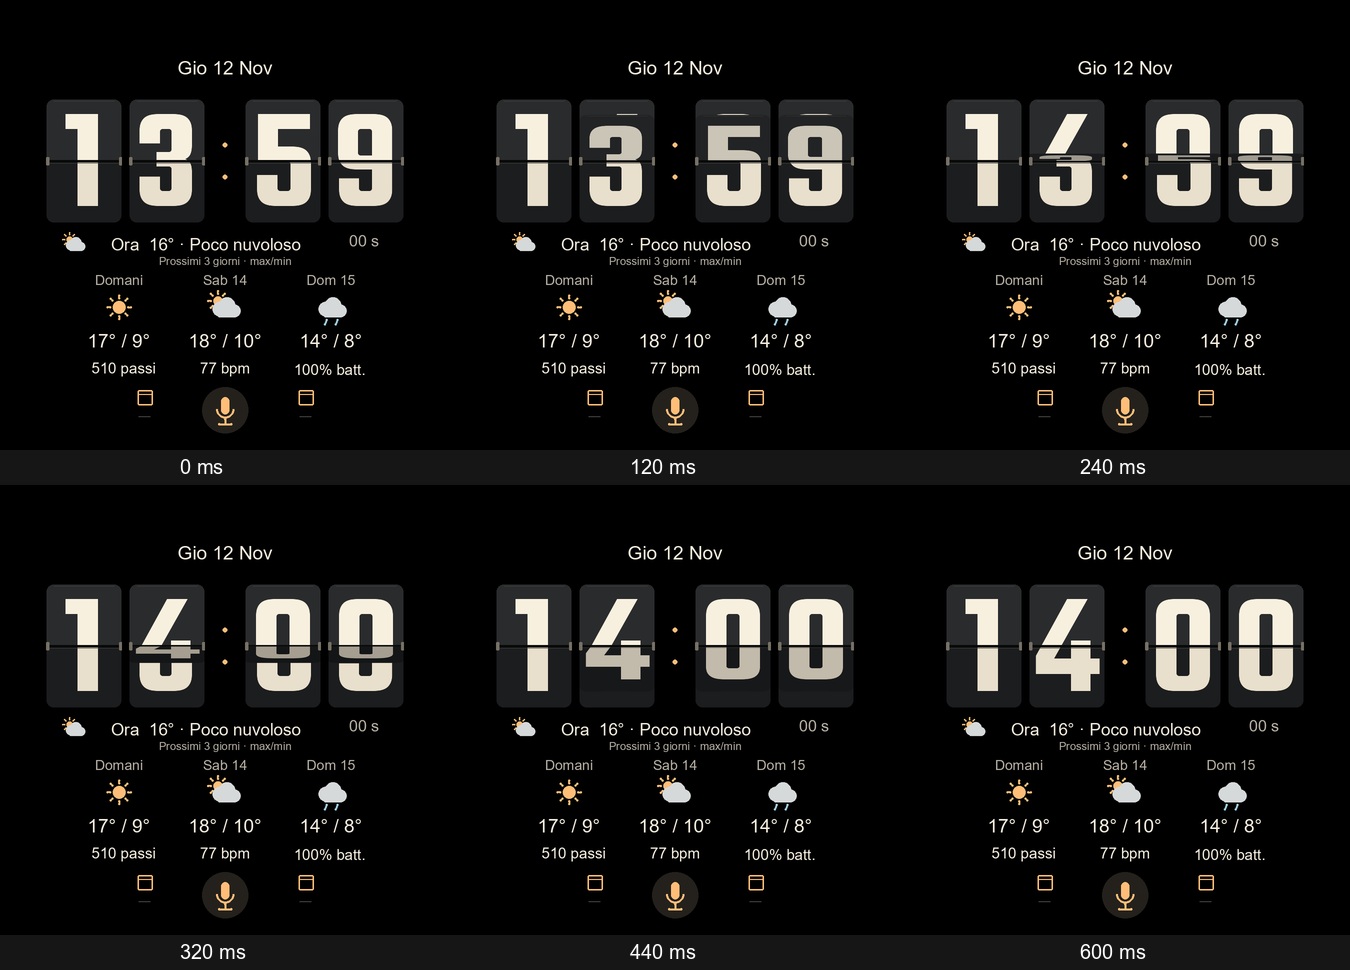 Gio 12 Nov
13:59
Ora 16° · Poco nuvoloso 00 s
Prossimi 3 giorni · max/min
Domani Sab 14 Dom 15
17° / 9° 18° / 10° 14° / 8°
510 passi 77 bpm 100% batt.
0 ms
Gio 12 Nov
13:59
Ora 16° · Poco nuvoloso 00 s
Prossimi 3 giorni · max/min
Domani Sab 14 Dom 15
17° / 9° 18° / 10° 14° / 8°
510 passi 77 bpm 100% batt.
120 ms
Gio 12 Nov
1
Ora 16° · Poco nuvoloso 00 s
Prossimi 3 giorni · max/min
Domani Sab 14 Dom 15
17° / 9° 18° / 10° 14° / 8°
510 passi 77 bpm 100% batt.
240 ms
Gio 12 Nov
1
Ora 16° · Poco nuvoloso 00 s
Prossimi 3 giorni · max/min
Domani Sab 14 Dom 15
17° / 9° 18° / 10° 14° / 8°
510 passi 77 bpm 100% batt.
320 ms
Gio 12 Nov
14:00
Ora 16° · Poco nuvoloso 00 s
Prossimi 3 giorni · max/min
Domani Sab 14 Dom 15
17° / 9° 18° / 10° 14° / 8°
510 passi 77 bpm 100% batt.
440 ms
Gio 12 Nov
14:00
Ora 16° · Poco nuvoloso 00 s
Prossimi 3 giorni · max/min
Domani Sab 14 Dom 15
17° / 9° 18° / 10° 14° / 8°
510 passi 77 bpm 100% batt.
600 ms